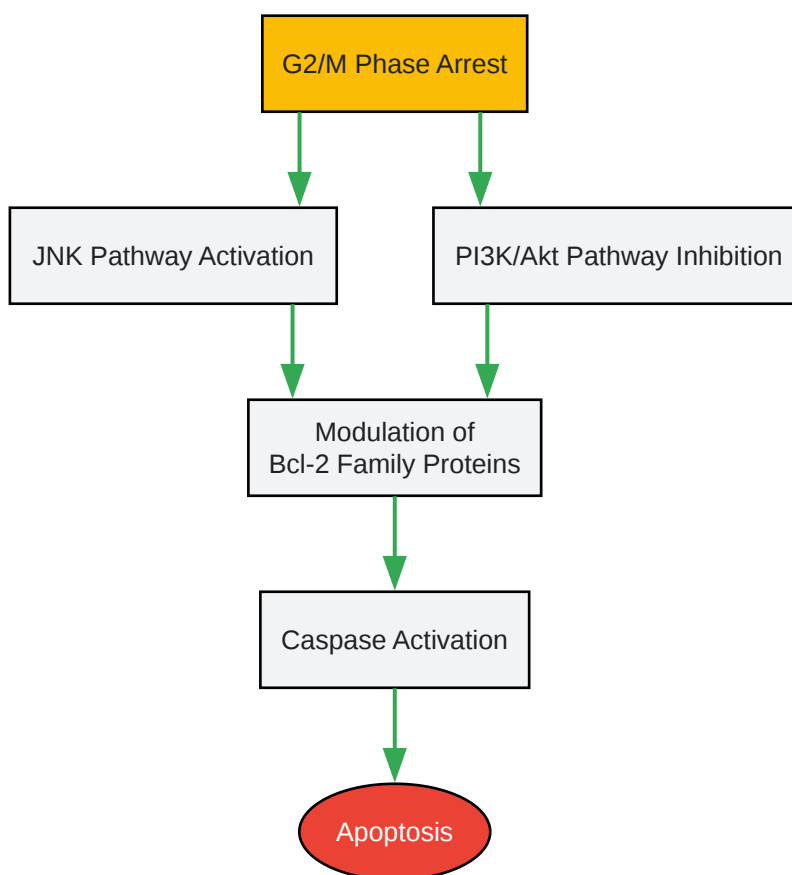 G2/M Phase Arrest
JNK Pathway Activation
PI3K/Akt Pathway Inhibition
Modulation of
Bcl-2 Family Proteins
Caspase Activation
Apoptosis